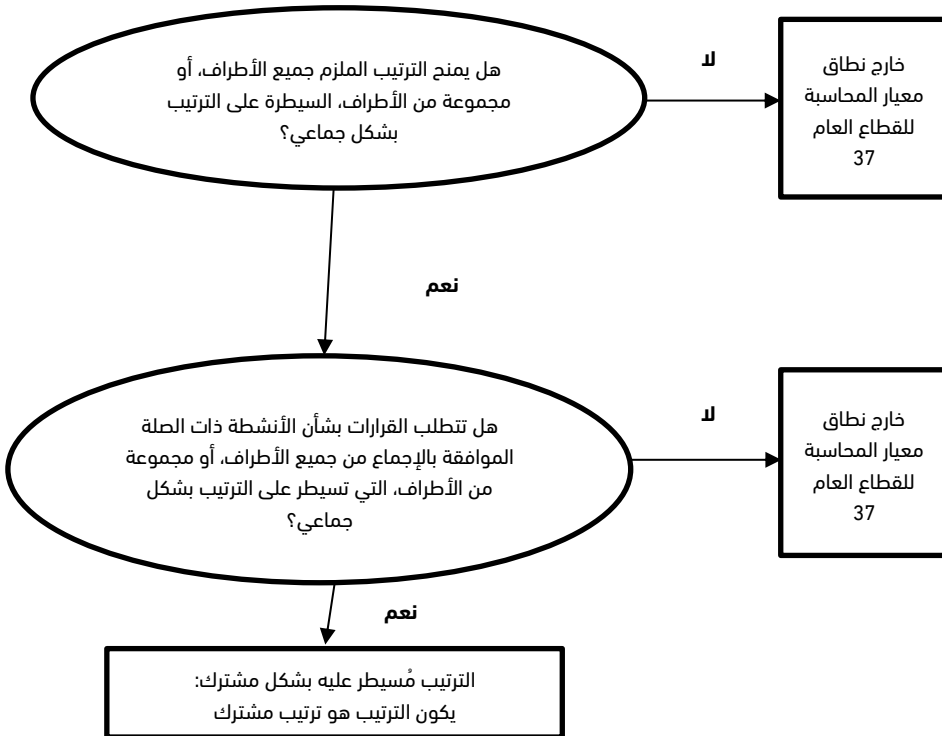 هل يمنح الترتيب الملزم جميع الأطراف، أو
مجموعة من الأطراف، السيطرة على الترتيب
بشكل جماعي؟
لا
خارج نطاق
معيار المحاسبة
للقطاع العام
37
نعم
هل تتطلب القرارات بشأن الأنشطة ذات الصلة
الموافقة بالإجماع من جميع الأطراف، أو مجموعة
من الأطراف، التي تسيطر على الترتيب بشكل
جماعي؟
لا
خارج نطاق
معيار المحاسبة
للقطاع العام
37
نعم
الترتيب مُسيطر عليه بشكل مشترك:
يكون الترتيب هو ترتيب مشترك